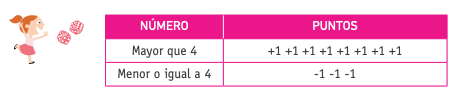 NÚMERO PUNTOS
Mayor que 4 +1 +1 +1 +1 +1 +1 +1 +1
Menor o igual a 4 -1 -1 -1